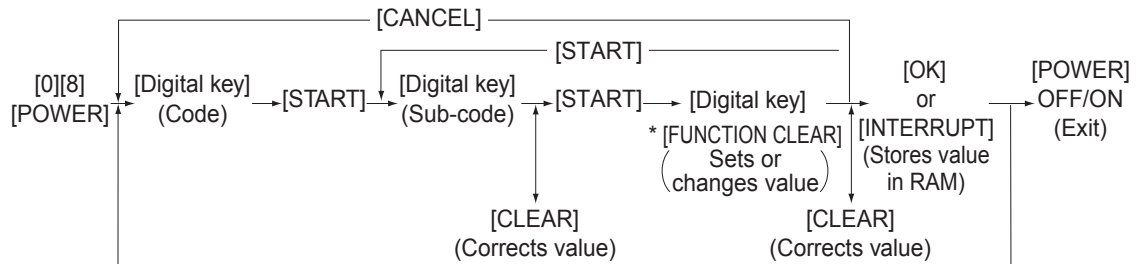 [CANCEL]
[START]
[0][8]
[POWER]
[Digital key]
(Code)
[START]
[Digital key]
(Sub-code)
[START]
[Digital key]
* [FUNCTION CLEAR]
(Sets or
changes value)
[OK]
or
[INTERRUPT]
(Stores value
in RAM)
[POWER]
OFF/ON
(Exit)
[CLEAR]
(Corrects value)
[CLEAR]
(Corrects value)